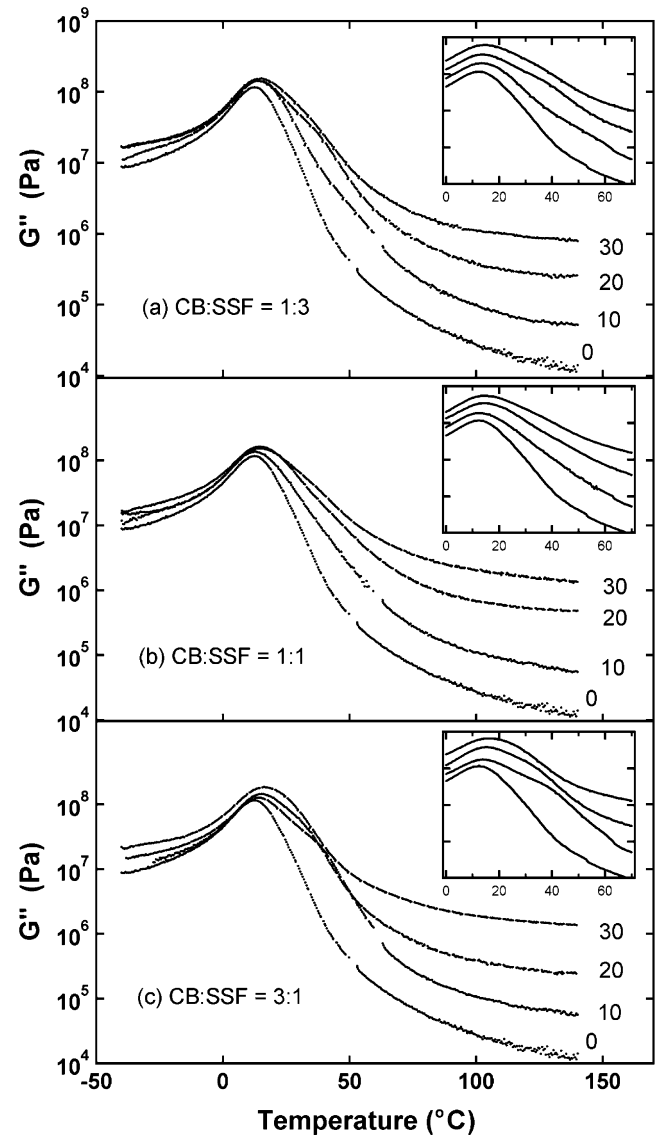 10⁹
10⁸
10⁷
10⁶
10⁵
10⁴
G'' (Pa)
0 20 40 60
30
20
10
0
(a) CB:SSF = 1:3
10⁸
10⁷
10⁶
10⁵
10⁴
G'' (Pa)
0 20 40 60
30
20
10
0
(b) CB:SSF = 1:1
10⁸
10⁷
10⁶
10⁵
10⁴
G'' (Pa)
0 20 40 60
30
20
10
0
(c) CB:SSF = 3:1
-50 0 50 100 150
Temperature (°C)